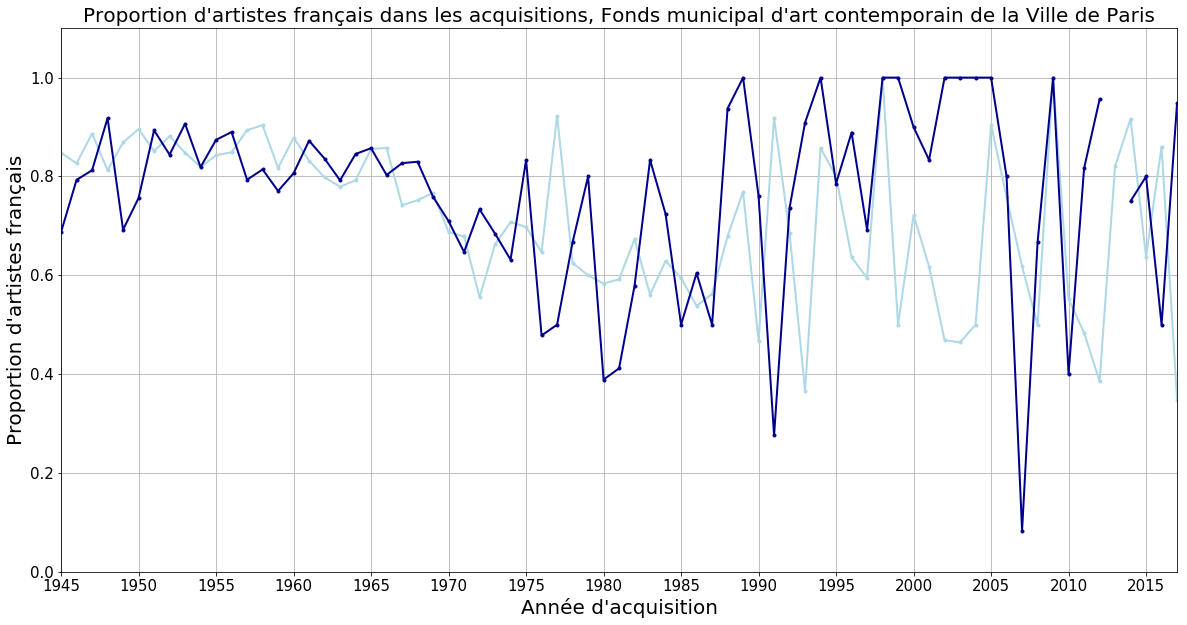 Proportion d'artistes français dans les acquisitions, Fonds municipal d'art contemporain de la Ville de Paris
Proportion d'artistes français
1.0
0.8
0.6
0.4
0.2
0.0
1945 1950 1955 1960 1965 1970 1975 1980 1985 1990 1995 2000 2005 2010 2015
Année d'acquisition